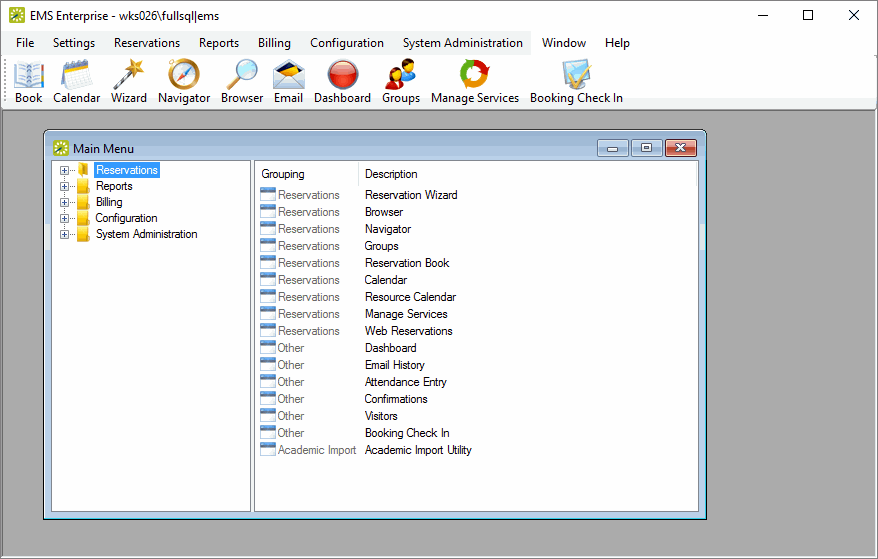 EMS Enterprise - wks026\fullsql|ems
File Settings Reservations Reports Billing Configuration System Administration Window Help
Book Calendar Wizard Navigator Browser Email Dashboard Groups Manage Services Booking Check In
Main Menu
Reservations
Reports
Billing
Configuration
System Administration
Grouping Description
Reservations Reservation Wizard
Reservations Browser
Reservations Navigator
Reservations Groups
Reservations Reservation Book
Reservations Calendar
Reservations Resource Calendar
Reservations Manage Services
Reservations Web Reservations
Other Dashboard
Other Email History
Other Attendance Entry
Other Confirmations
Other Visitors
Other Booking Check In
Academic Import Academic Import Utility